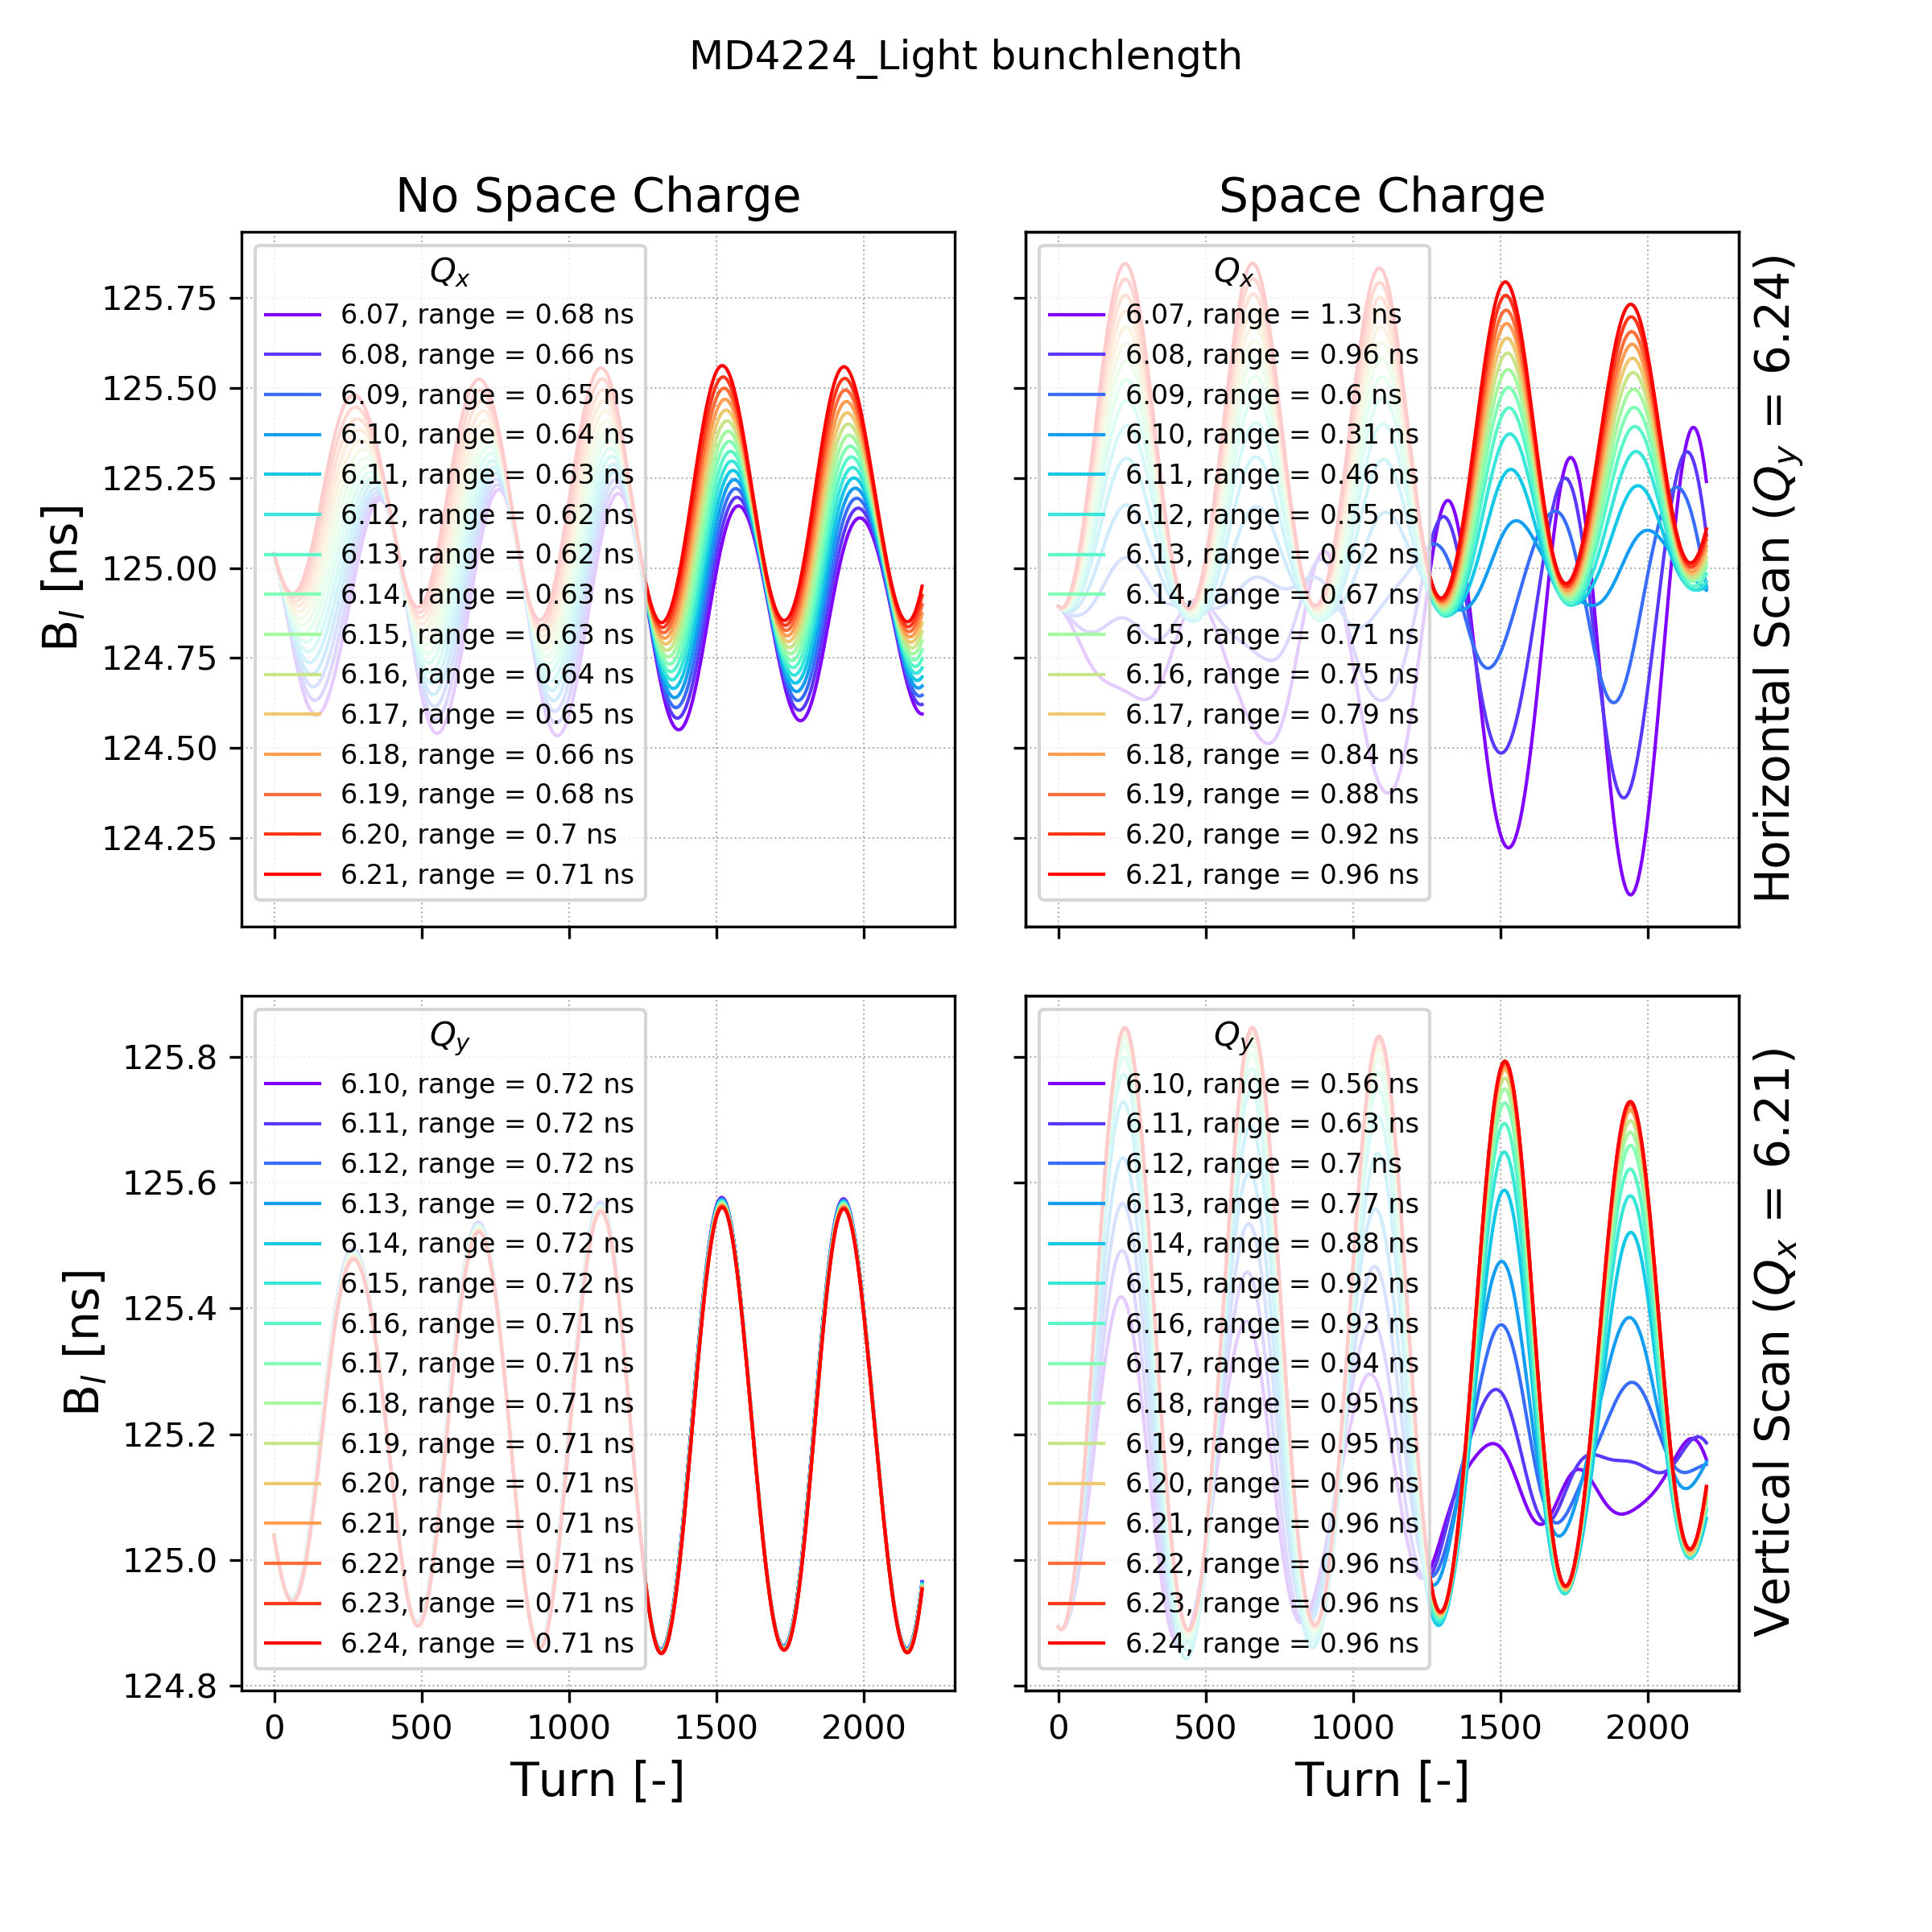 MD4224_Light bunchlength
No Space Charge
Space Charge
B_l [ns]
125.75
125.50
125.25
125.00
124.75
124.50
124.25
Q_x
6.07, range = 0.68 ns
6.08, range = 0.66 ns
6.09, range = 0.65 ns
6.10, range = 0.64 ns
6.11, range = 0.63 ns
6.12, range = 0.62 ns
6.13, range = 0.62 ns
6.14, range = 0.63 ns
6.15, range = 0.63 ns
6.16, range = 0.64 ns
6.17, range = 0.65 ns
6.18, range = 0.66 ns
6.19, range = 0.68 ns
6.20, range = 0.7 ns
6.21, range = 0.71 ns
Q_x
6.07, range = 1.3 ns
6.08, range = 0.96 ns
6.09, range = 0.6 ns
6.10, range = 0.31 ns
6.11, range = 0.46 ns
6.12, range = 0.55 ns
6.13, range = 0.62 ns
6.14, range = 0.67 ns
6.15, range = 0.71 ns
6.16, range = 0.75 ns
6.17, range = 0.79 ns
6.18, range = 0.84 ns
6.19, range = 0.88 ns
6.20, range = 0.92 ns
6.21, range = 0.96 ns
Horizontal Scan (Q_y = 6.24)
B_l [ns]
125.8
125.6
125.4
125.2
125.0
124.8
Q_y
6.10, range = 0.72 ns
6.11, range = 0.72 ns
6.12, range = 0.72 ns
6.13, range = 0.72 ns
6.14, range = 0.72 ns
6.15, range = 0.72 ns
6.16, range = 0.71 ns
6.17, range = 0.71 ns
6.18, range = 0.71 ns
6.19, range = 0.71 ns
6.20, range = 0.71 ns
6.21, range = 0.71 ns
6.22, range = 0.71 ns
6.23, range = 0.71 ns
6.24, range = 0.71 ns
Q_y
6.10, range = 0.56 ns
6.11, range = 0.63 ns
6.12, range = 0.7 ns
6.13, range = 0.77 ns
6.14, range = 0.88 ns
6.15, range = 0.92 ns
6.16, range = 0.93 ns
6.17, range = 0.94 ns
6.18, range = 0.95 ns
6.19, range = 0.95 ns
6.20, range = 0.96 ns
6.21, range = 0.96 ns
6.22, range = 0.96 ns
6.23, range = 0.96 ns
6.24, range = 0.96 ns
Vertical Scan (Q_x = 6.21)
0 500 1000 1500 2000
0 500 1000 1500 2000
Turn [-]
Turn [-]